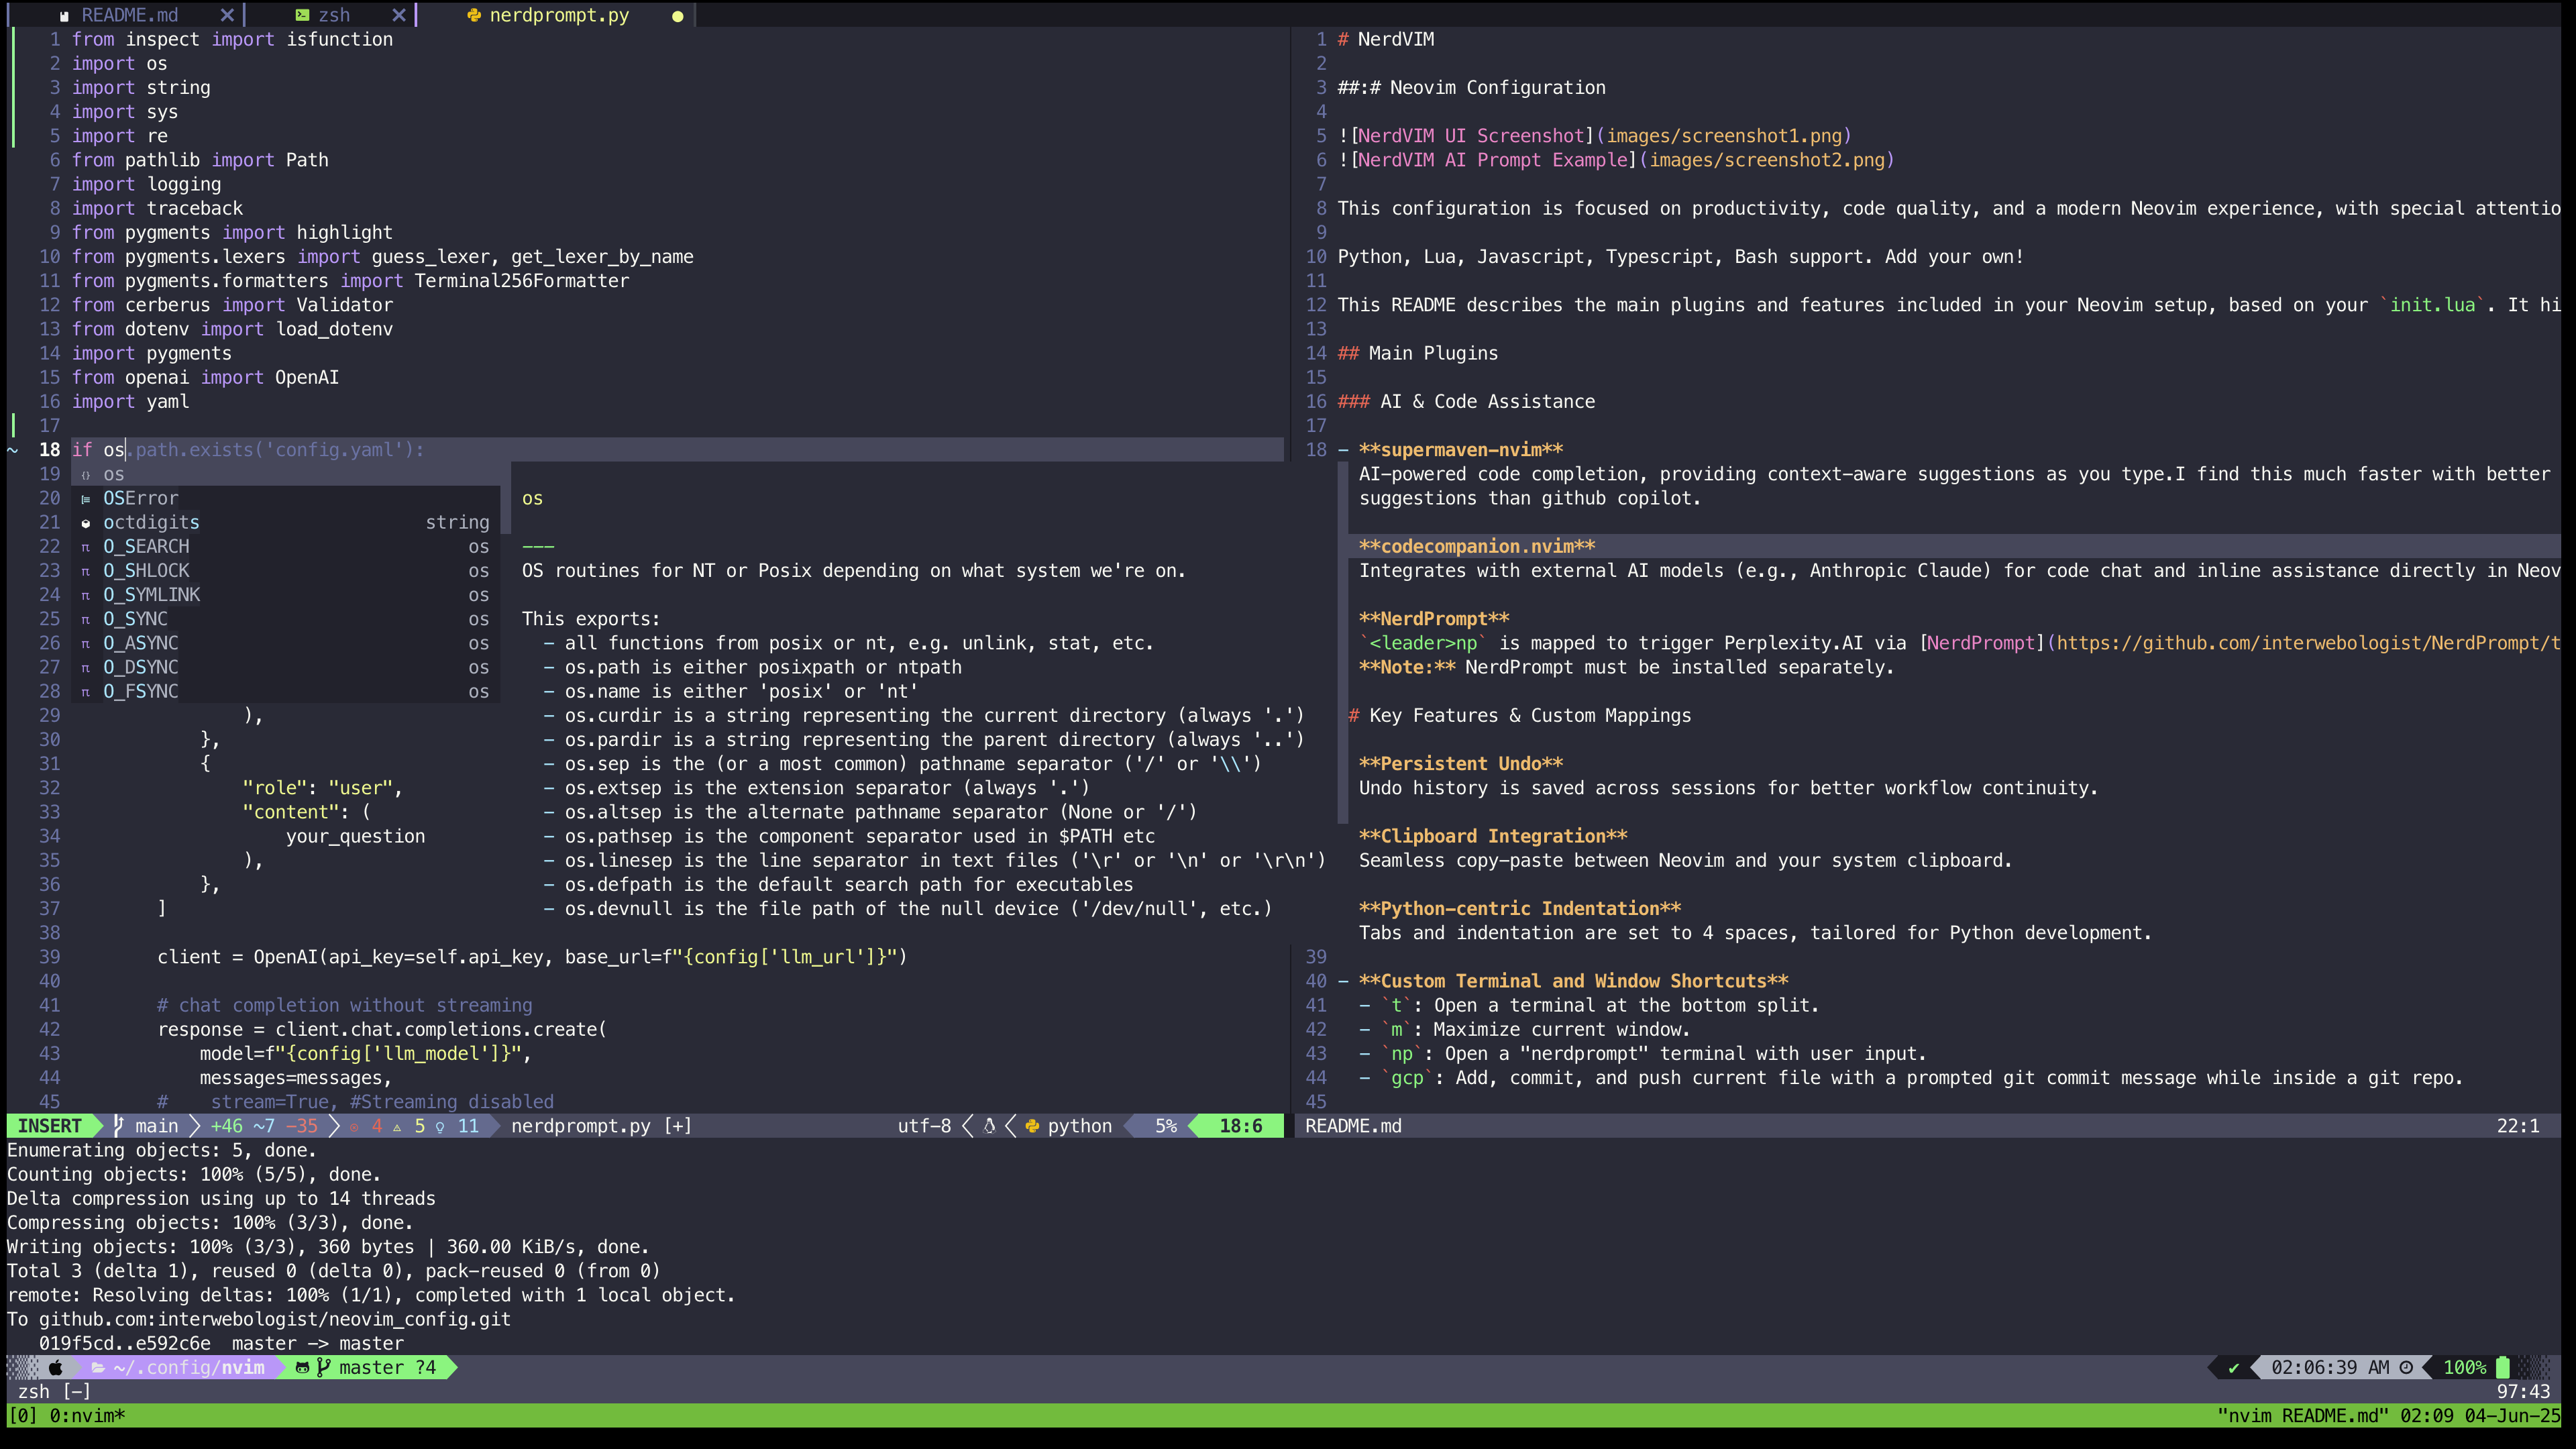 README.md zsh nerdprompt.py
1 from inspect import isfunction
2 import os
3 import string
4 import sys
5 import re
6 from pathlib import Path
7 import logging
8 import traceback
9 from pygments import highlight
10 from pygments.lexers import guess_lexer, get_lexer_by_name
11 from pygments.formatters import Terminal256Formatter
12 from cerberus import Validator
13 from dotenv import load_dotenv
14 import pygments
15 from openai import OpenAI
16 import yaml
17
~ 18 if os.path.exists('config.yaml'):
19 {} os
20 OSError
21 octdigits string
22 π O_SEARCH os
23 π O_SHLOCK os
24 π O_SYMLINK os
25 π O_SYNC os
26 π O_ASYNC os
27 π O_DSYNC os
28 π O_FSYNC os
os
---
OS routines for NT or Posix depending on what system we're on.
This exports:
- all functions from posix or nt, e.g. unlink, stat, etc.
- os.path is either posixpath or ntpath
- os.name is either 'posix' or 'nt'
- os.curdir is a string representing the current directory (always '.')
- os.pardir is a string representing the parent directory (always '..')
- os.sep is the (or a most common) pathname separator ('/' or '\\')
- os.extsep is the extension separator (always '.')
- os.altsep is the alternate pathname separator (None or '/')
- os.pathsep is the component separator used in $PATH etc
- os.linesep is the line separator in text files ('\r' or '\n' or '\r\n')
- os.defpath is the default search path for executables
- os.devnull is the file path of the null device ('/dev/null', etc.)
29 ),
30 },
31 {
32 "role": "user",
33 "content": (
34 your_question
35 ),
36 },
37 ]
38
39 client = OpenAI(api_key=self.api_key, base_url=f"{config['llm_url']}")
40
41 # chat completion without streaming
42 response = client.chat.completions.create(
43 model=f"{config['llm_model']}",
44 messages=messages,
45 # stream=True, #Streaming disabled
INSERT main +46 ~7 -35 4 5 11 nerdprompt.py [+] utf-8 python 5% 18:6
1 # NerdVIM
2
3 ##:# Neovim Configuration
4
5 ![NerdVIM UI Screenshot](images/screenshot1.png)
6 ![NerdVIM AI Prompt Example](images/screenshot2.png)
7
8 This configuration is focused on productivity, code quality, and a modern Neovim experience, with special attentio
9
10 Python, Lua, Javascript, Typescript, Bash support. Add your own!
11
12 This README describes the main plugins and features included in your Neovim setup, based on your `init.lua`. It hi
13
14 ## Main Plugins
15
16 ### AI & Code Assistance
17
18 - **supermaven-nvim**
AI-powered code completion, providing context-aware suggestions as you type.I find this much faster with better
suggestions than github copilot.
**codecompanion.nvim**
Integrates with external AI models (e.g., Anthropic Claude) for code chat and inline assistance directly in Neov
**NerdPrompt**
`<leader>np` is mapped to trigger Perplexity.AI via [NerdPrompt](https://github.com/interwebologist/NerdPrompt/t
**Note:** NerdPrompt must be installed separately.
# Key Features & Custom Mappings
**Persistent Undo**
Undo history is saved across sessions for better workflow continuity.
**Clipboard Integration**
Seamless copy-paste between Neovim and your system clipboard.
**Python-centric Indentation**
Tabs and indentation are set to 4 spaces, tailored for Python development.
39
40 - **Custom Terminal and Window Shortcuts**
41 - `t`: Open a terminal at the bottom split.
42 - `m`: Maximize current window.
43 - `np`: Open a "nerdprompt" terminal with user input.
44 - `gcp`: Add, commit, and push current file with a prompted git commit message while inside a git repo.
45
README.md 22:1
Enumerating objects: 5, done.
Counting objects: 100% (5/5), done.
Delta compression using up to 14 threads
Compressing objects: 100% (3/3), done.
Writing objects: 100% (3/3), 360 bytes | 360.00 KiB/s, done.
Total 3 (delta 1), reused 0 (delta 0), pack-reused 0 (from 0)
remote: Resolving deltas: 100% (1/1), completed with 1 local object.
To github.com:interwebologist/neovim_config.git
019f5cd..e592c6e master -> master
~/.config/nvim master ?4 ✔ 02:06:39 AM 100%
zsh [-] 97:43
[0] 0:nvim* "nvim README.md" 02:09 04-Jun-25